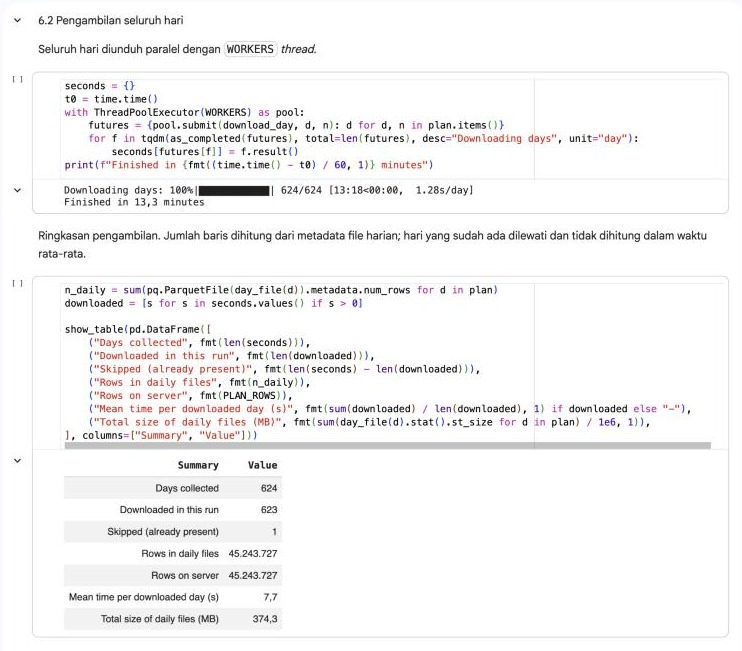 6.2 Pengambilan seluruh hari
Seluruh hari diunduh paralel dengan WORKERS thread.
[ ]
seconds = {}
t0 = time.time()
with ThreadPoolExecutor(WORKERS) as pool:
    futures = {pool.submit(download_day, d, n): d for d, n in plan.items()}
    for f in tqdm(as_completed(futures), total=len(futures), desc="Downloading days", unit="day"):
        seconds[futures[f]] = f.result()
print(f"Finished in {fmt((time.time() - t0) / 60, 1)} minutes")
Downloading days: 100%|██████████| 624/624 [13:18<00:00, 1.28s/day]
Finished in 13,3 minutes
Ringkasan pengambilan. Jumlah baris dihitung dari metadata file harian; hari yang sudah ada dilewati dan tidak dihitung dalam waktu
rata-rata.
[ ]
n_daily = sum(pq.ParquetFile(day_file(d)).metadata.num_rows for d in plan)
downloaded = [s for s in seconds.values() if s > 0]
show_table(pd.DataFrame([
    ("Days collected", fmt(len(seconds))),
    ("Downloaded in this run", fmt(len(downloaded))),
    ("Skipped (already present)", fmt(len(seconds) - len(downloaded))),
    ("Rows in daily files", fmt(n_daily)),
    ("Rows on server", fmt(PLAN_ROWS)),
    ("Mean time per downloaded day (s)", fmt(sum(downloaded) / len(downloaded), 1) if downloaded else "–"),
    ("Total size of daily files (MB)", fmt(sum(day_file(d).stat().st_size for d in plan) / 1e6, 1)),
], columns=["Summary", "Value"]))
Summary Value
Days collected 624
Downloaded in this run 623
Skipped (already present) 1
Rows in daily files 45.243.727
Rows on server 45.243.727
Mean time per downloaded day (s) 7,7
Total size of daily files (MB) 374,3